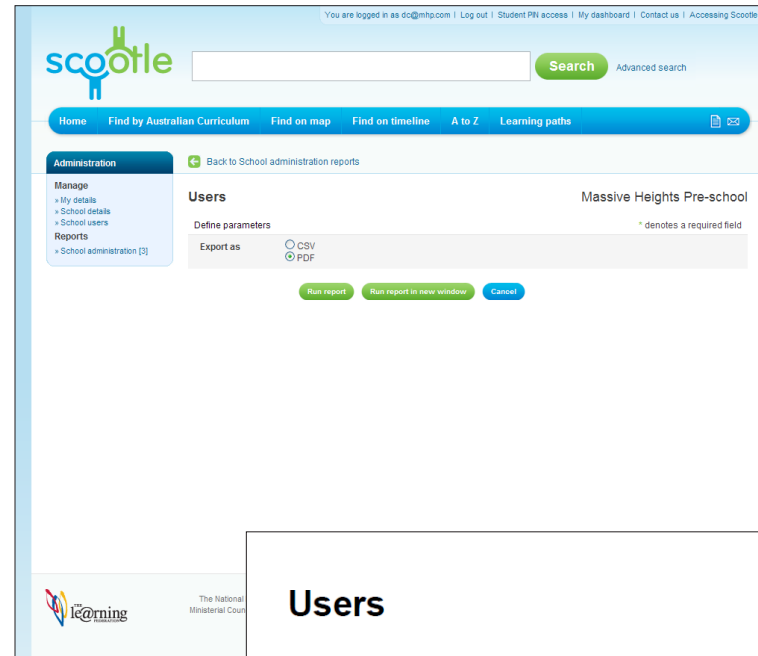 You are logged in as dc@mhp.com | Log out | Student PIN access | My dashboard | Contact us | Accessing Scootle
scootle
Search Advanced search
Home Find by Australian Curriculum Find on map Find on timeline A to Z Learning paths
Administration
Manage
» My details
» School details
» School users
Reports
» School administration [3]
Back to School administration reports
Users Massive Heights Pre-school
Define parameters * denotes a required field
Export as CSV
PDF
Run report Run report in new window Cancel
THE
le@rning
FEDERATION
The National
Ministerial Coun
Users